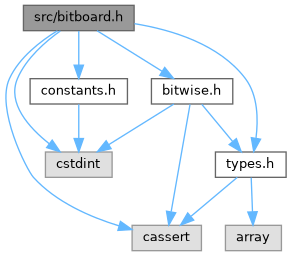 src/bitboard.h
constants.h
bitwise.h
cstdint
types.h
cassert
array